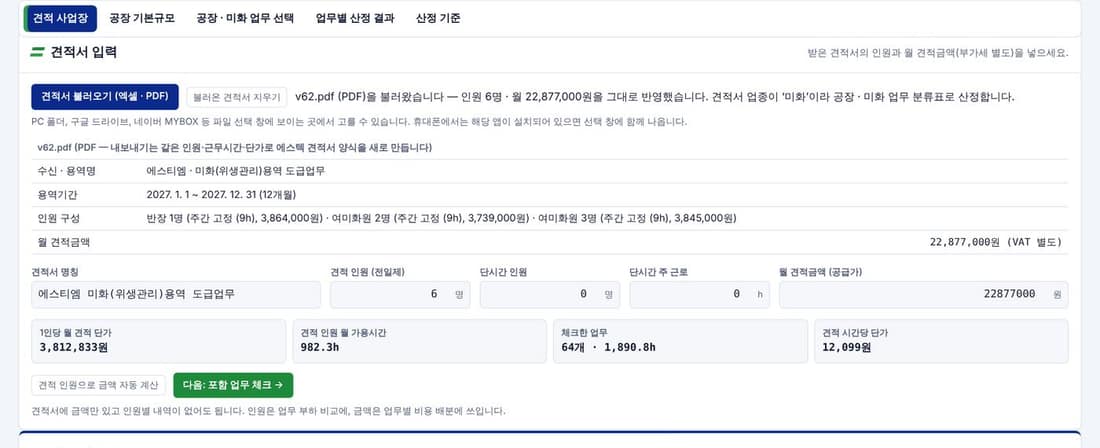 견적 사업장 공장 기본규모 공장 · 미화 업무 선택 업무별 산정 결과 산정 기준
견적서 입력 받은 견적서의 인원과 월 견적금액(부가세 별도)을 넣으세요.
견적서 불러오기 (엑셀 · PDF) 불러온 견적서 지우기 v62.pdf (PDF)을 불러왔습니다 — 인원 6명 · 월 22,877,000원을 그대로 반영했습니다. 견적서 업종이 '미화'이라 공장 · 미화 업무 분류표로 산정합니다.
PC 폴더, 구글 드라이브, 네이버 MYBOX 등 파일 선택 창에 보이는 곳에서 고를 수 있습니다. 휴대폰에서는 해당 앱이 설치되어 있으면 선택 창에 함께 나옵니다.
v62.pdf (PDF — 내보내기는 같은 인원·근무시간·단가로 에스텍 견적서 양식을 새로 만듭니다)
수신 · 용역명 에스티엠 · 미화(위생관리)용역 도급업무
용역기간 2027. 1. 1 ~ 2027. 12. 31 (12개월)
인원 구성 반장 1명 (주간 고정 (9h), 3,864,000원) · 여미화원 2명 (주간 고정 (9h), 3,739,000원) · 여미화원 3명 (주간 고정 (9h), 3,845,000원)
월 견적금액 22,877,000원 (VAT 별도)
견적서 명칭 견적 인원 (전일제) 단시간 인원 단시간 주 근로 월 견적금액 (공급가)
에스티엠 미화(위생관리)용역 도급업무 6 명 0 명 0 h 22877000 원
1인당 월 견적 단가 견적 인원 월 가용시간 체크한 업무 견적 시간당 단가
3,812,833원 982.3h 64개 · 1,890.8h 12,099원
견적 인원으로 금액 자동 계산 다음: 포함 업무 체크 →
견적서에 금액만 있고 인원별 내역이 없어도 됩니다. 인원은 업무 부하 비교에, 금액은 업무별 비용 배분에 쓰입니다.